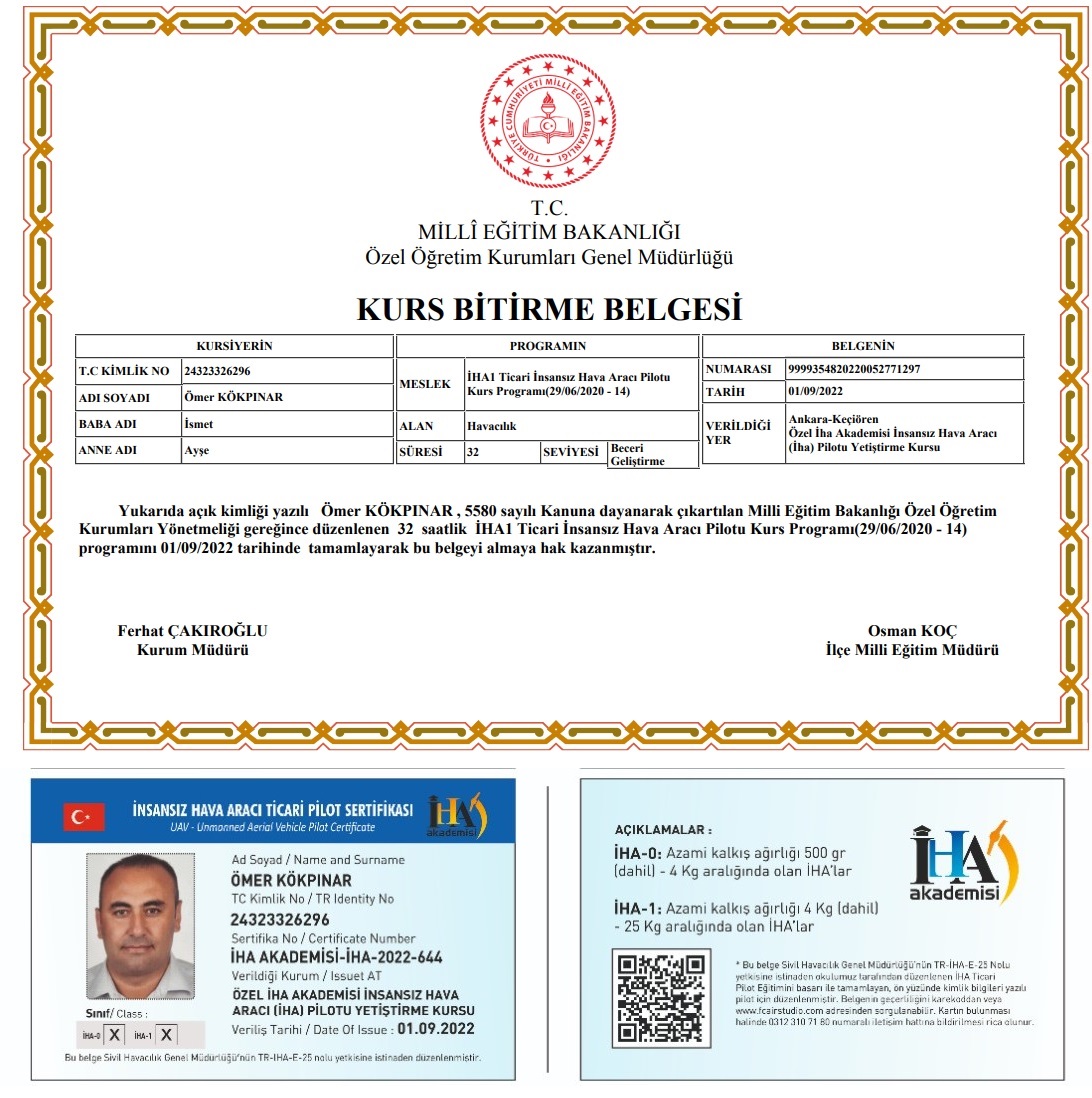 TÜRKİYE CUMHURİYETİ MİLLİ EĞİTİM BAKANLIĞI
T.C.
MİLLÎ EĞİTİM BAKANLIĞI
Özel Öğretim Kurumları Genel Müdürlüğü
KURS BİTİRME BELGESİ
KURSİYERİN
T.C KİMLİK NO 24323326296
ADI SOYADI Ömer KÖKPINAR
BABA ADI İsmet
ANNE ADI Ayşe
PROGRAMIN
MESLEK İHA1 Ticari İnsansız Hava Aracı Pilotu
Kurs Programı(29/06/2020 - 14)
ALAN Havacılık
SÜRESİ 32 SEVİYESİ Beceri
Geliştirme
BELGENİN
NUMARASI 9999354820220052771297
TARİH 01/09/2022
VERİLDİĞİ YER Ankara-Keçiören
Özel İha Akademisi İnsansız Hava Aracı
(İha) Pilotu Yetiştirme Kursu
Yukarıda açık kimliği yazılı Ömer KÖKPINAR , 5580 sayılı Kanuna dayanarak çıkartılan Milli Eğitim Bakanlığı Özel Öğretim
Kurumları Yönetmeliği gereğince düzenlenen 32 saatlik İHA1 Ticari İnsansız Hava Aracı Pilotu Kurs Programı(29/06/2020 - 14)
programını 01/09/2022 tarihinde tamamlayarak bu belgeyi almaya hak kazanmıştır.
Ferhat ÇAKIROĞLU
Kurum Müdürü
Osman KOÇ
İlçe Milli Eğitim Müdürü
İNSANSIZ HAVA ARACI TİCARİ PİLOT SERTİFİKASI
UAV - Unmanned Aerial Vehicle Pilot Certificate
İHA
akademisi
Ad Soyad / Name and Surname
ÖMER KÖKPINAR
TC Kimlik No / TR Identity No
24323326296
Sertifika No / Certificate Number
İHA AKADEMİSİ-İHA-2022-644
Verildiği Kurum / Issuet AT
ÖZEL İHA AKADEMİSİ İNSANSIZ HAVA
ARACI (İHA) PİLOTU YETİŞTİRME KURSU
Veriliş Tarihi / Date Of Issue : 01.09.2022
Sınıf/ Class :
İHA-0 X İHA-1 X
Bu belge Sivil Havacılık Genel Müdürlüğü'nün TR-IHA-E-25 nolu yetkisine istinaden düzenlenmiştir.
AÇIKLAMALAR :
İHA-0: Azami kalkış ağırlığı 500 gr
(dahil) - 4 Kg aralığında olan İHA'lar
İHA-1: Azami kalkış ağırlığı 4 Kg (dahil)
- 25 Kg aralığında olan İHA'lar
İHA
akademisi
* Bu belge Sivil Havacılık Genel Müdürlüğü'nün TR-İHA-E-25 Nolu
yetkisine istinaden okulumuz tarafından düzenlenen İHA Ticari
Pilot Eğitimini basarı ile tamamlayan, ön yüzünde kimlik bilgileri yazılı
pilot için düzenlenmiştir. Belgenin geçerliliğini karekoddan veya
www.fcairstudio.com adresinden sorgulanabilir. Kartın bulunması
halinde 0312 310 71 80 numaralı iletişim hattına bildirilmesi rica olunur.